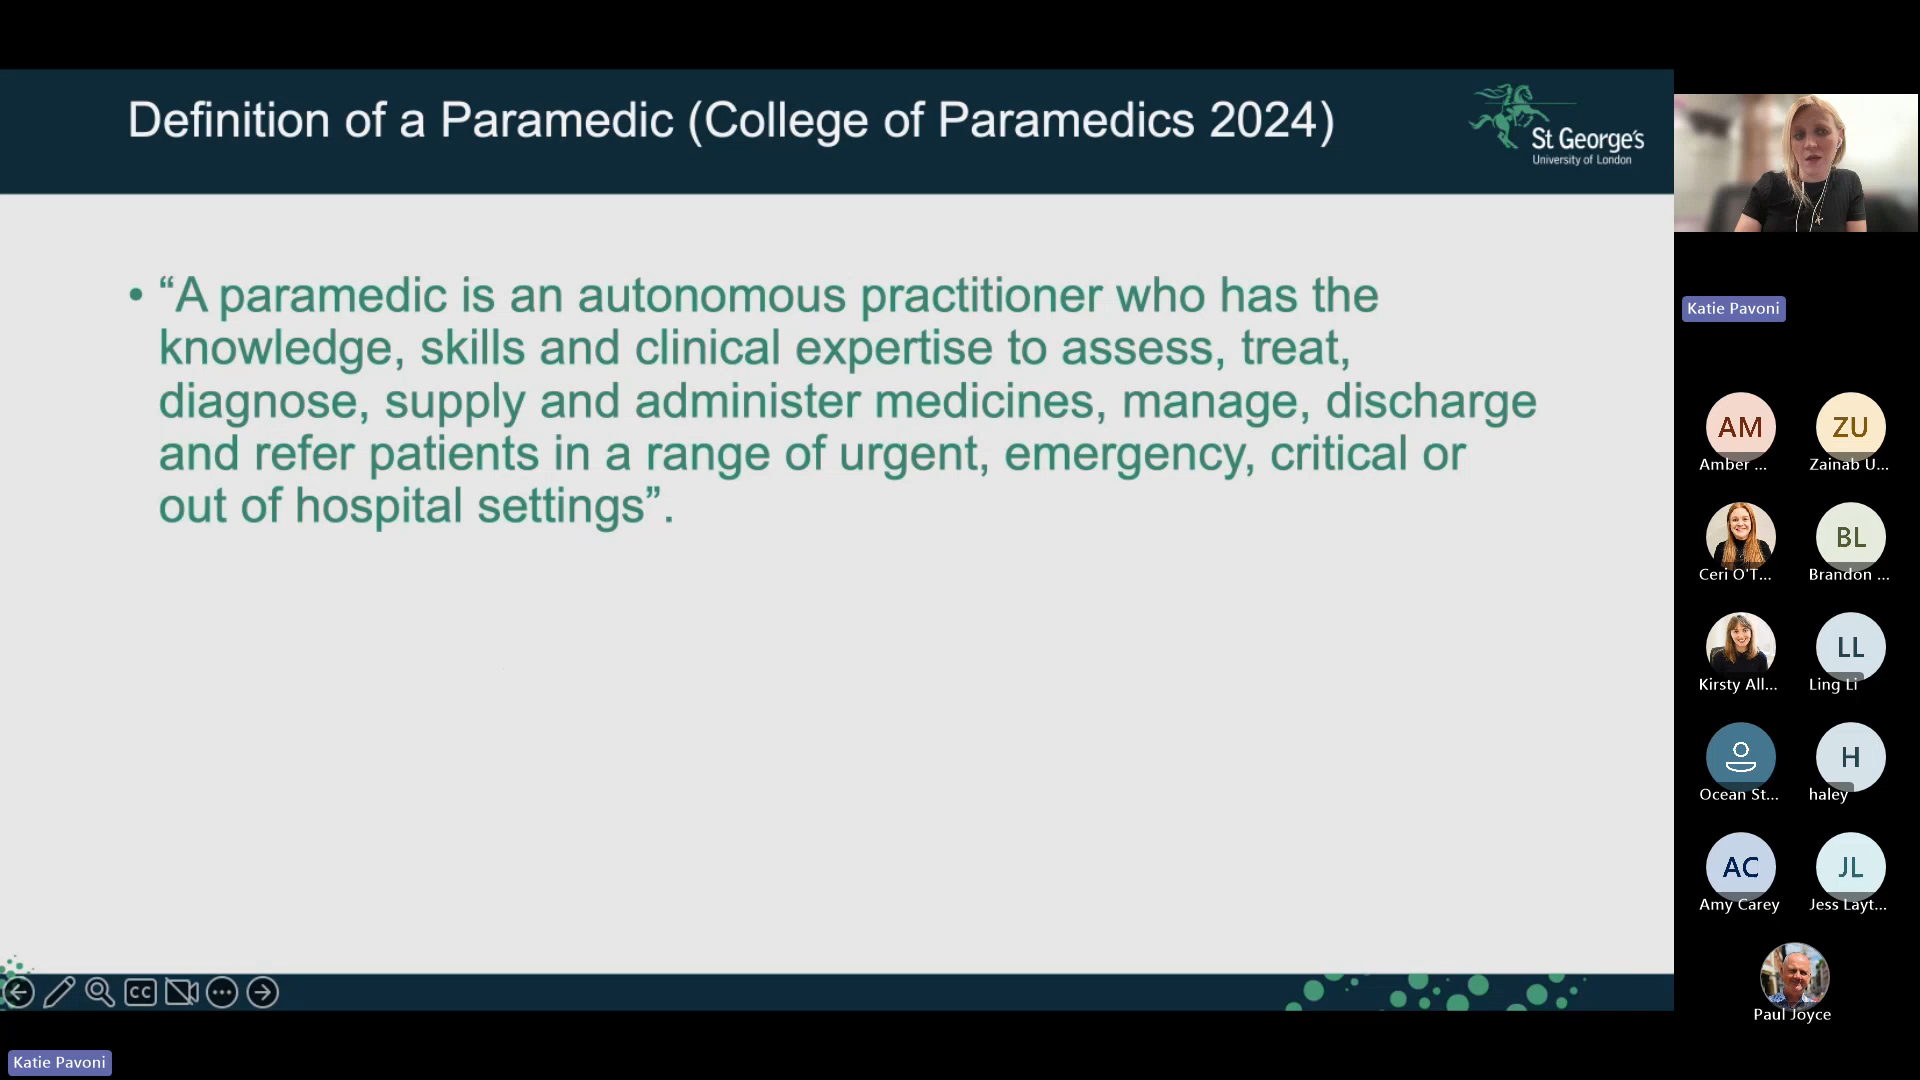 Definition of a Paramedic (College of Paramedics 2024)
St George's
University of London
• “A paramedic is an autonomous practitioner who has the
knowledge, skills and clinical expertise to assess, treat,
diagnose, supply and administer medicines, manage, discharge
and refer patients in a range of urgent, emergency, critical or
out of hospital settings”.
CC
Katie Pavoni
Katie Pavoni
AM
Amber ...
ZU
Zainab U...
Ceri O'T...
BL
Brandon ...
Kirsty All...
LL
Ling Li
Ocean St...
H
haley
AC
Amy Carey
JL
Jess Layt...
Paul Joyce